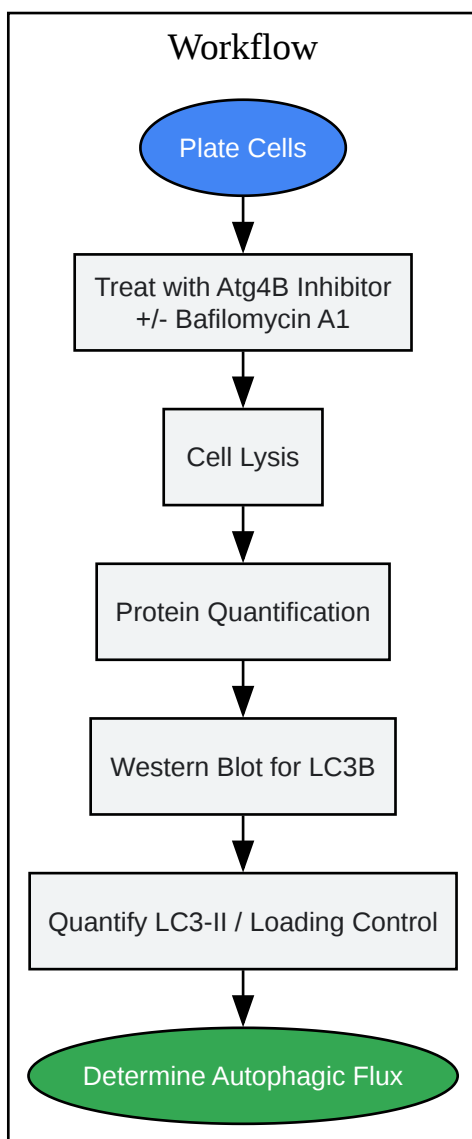 Workflow
Plate Cells
Treat with Atg4B Inhibitor
+/- Bafilomycin A1
Cell Lysis
Protein Quantification
Western Blot for LC3B
Quantify LC3-II / Loading Control
Determine Autophagic Flux